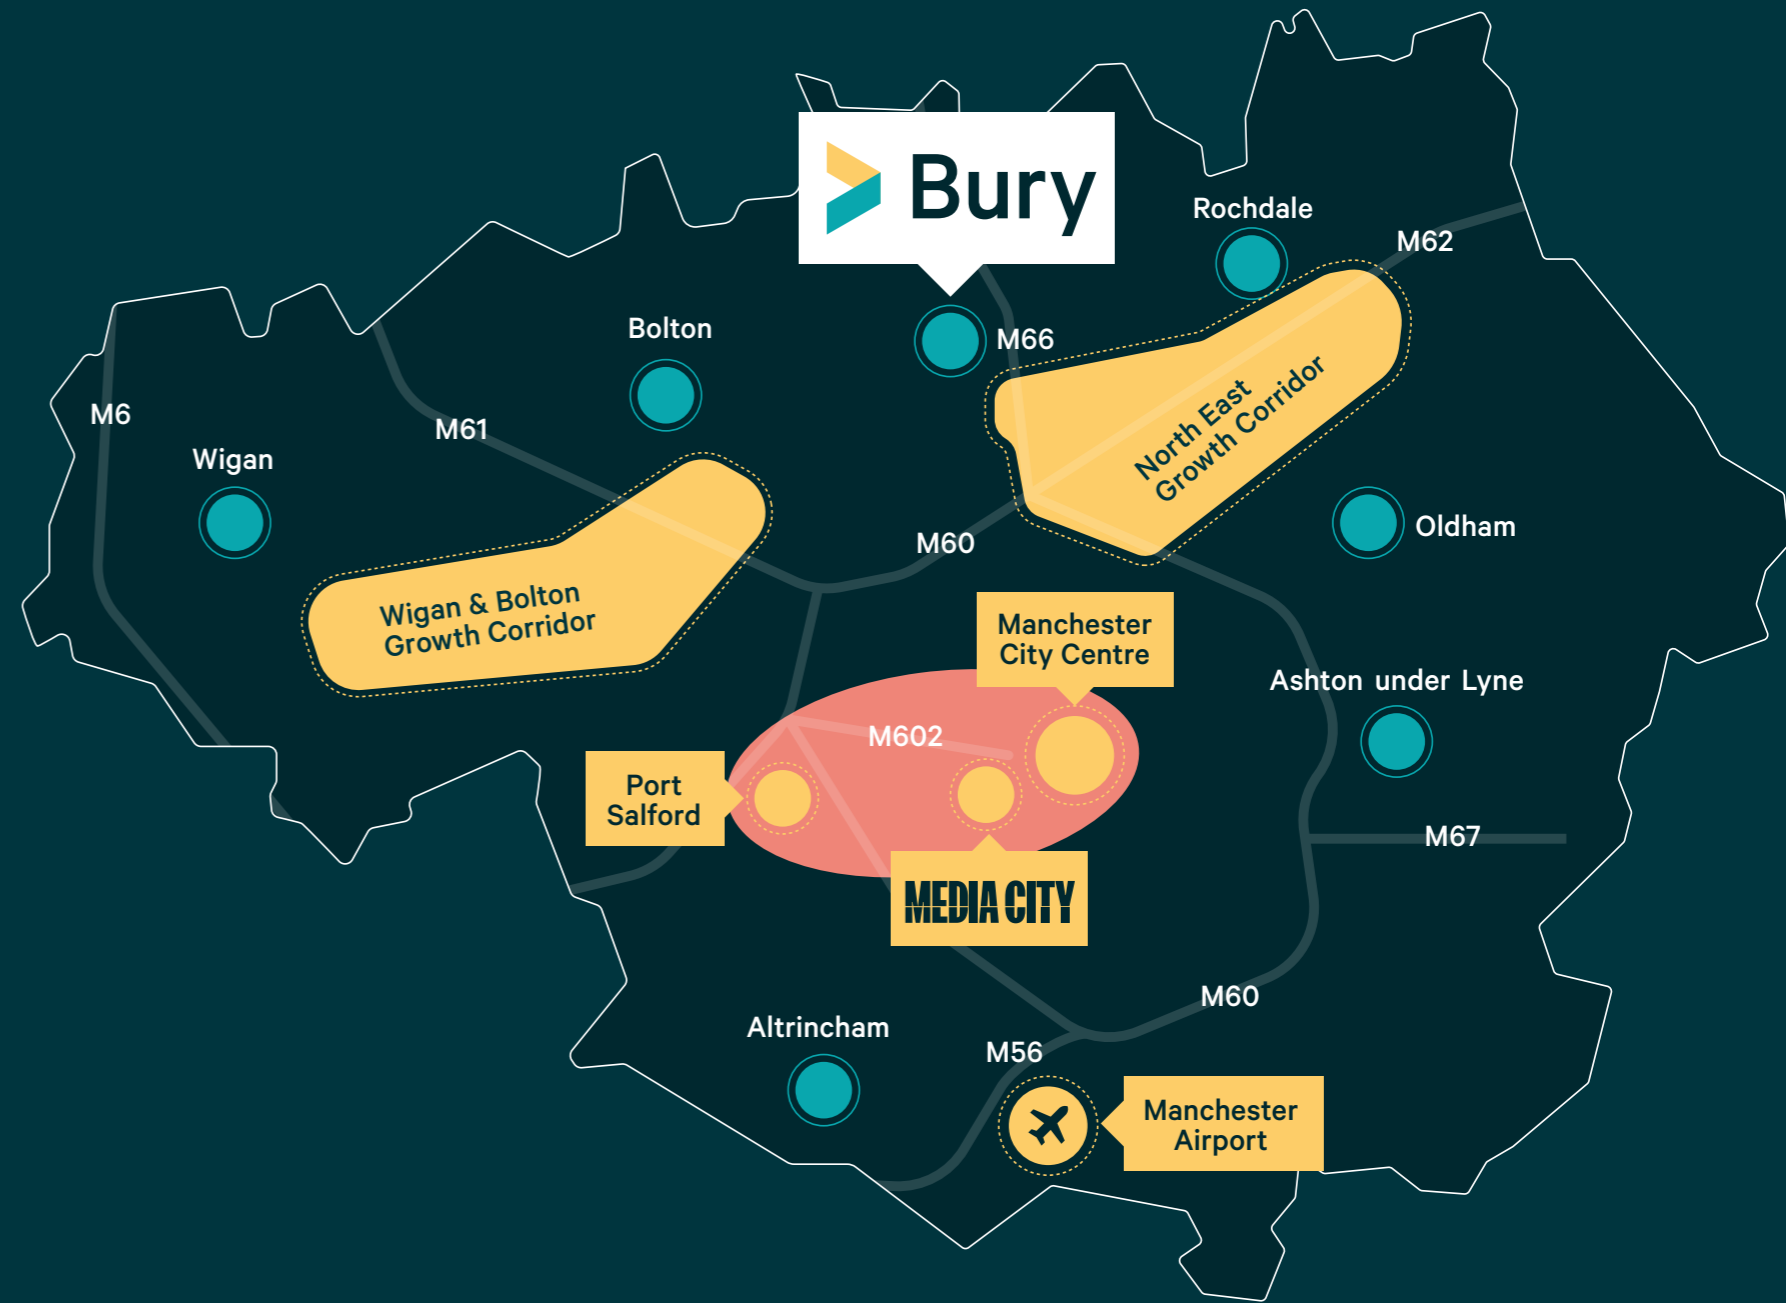 Bury
Rochdale
M62
Bolton
M66
M6
M61
Wigan
North East
Growth Corridor
Oldham
M60
Wigan & Bolton
Growth Corridor
Manchester
City Centre
Ashton under Lyne
M602
Port
Salford
M67
MEDIA CITY
M60
Altrincham
M56
Manchester
Airport